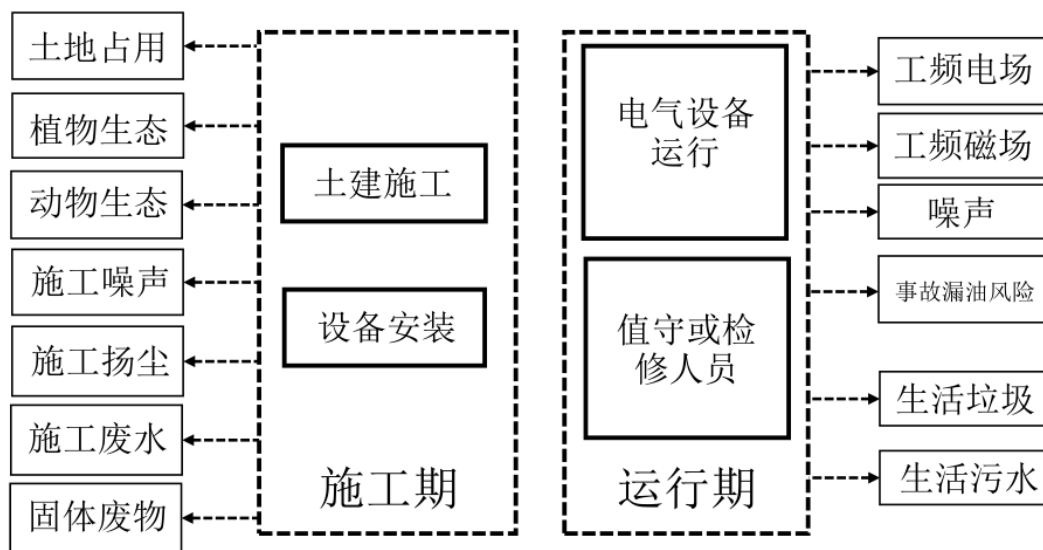 土地占用
植物生态
动物生态
施工噪声
施工扬尘
施工废水
固体废物
土建施工
设备安装
施工期
电气设备
运行
值守或检
修人员
运行期
工频电场
工频磁场
噪声
事故漏油风险
生活垃圾
生活污水